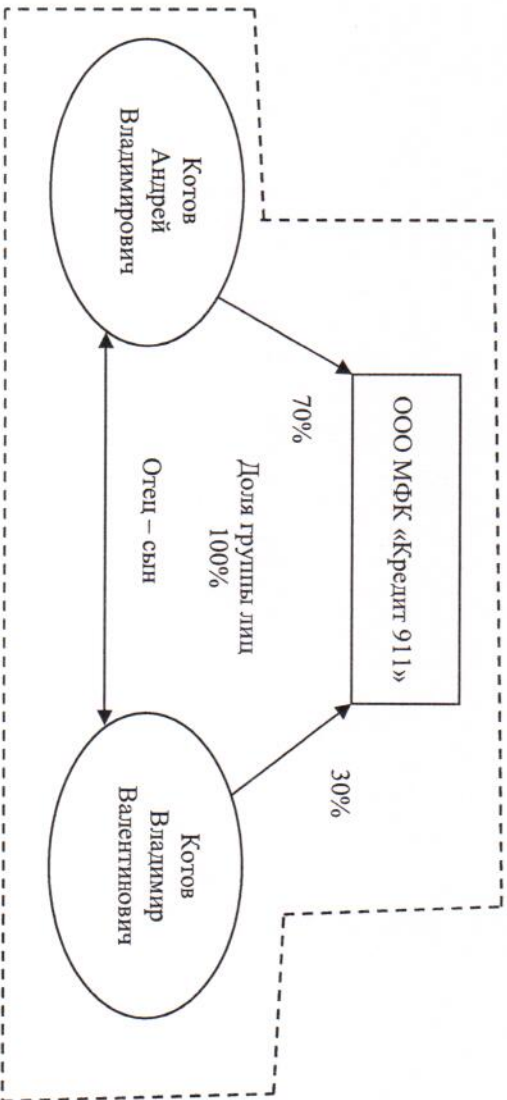 ООО МФК «Кредит 911»
70%
30%
Доля группы лиц
100%
Котов
Андрей
Владимирович
Отец – сын
Котов
Владимир
Валентинович